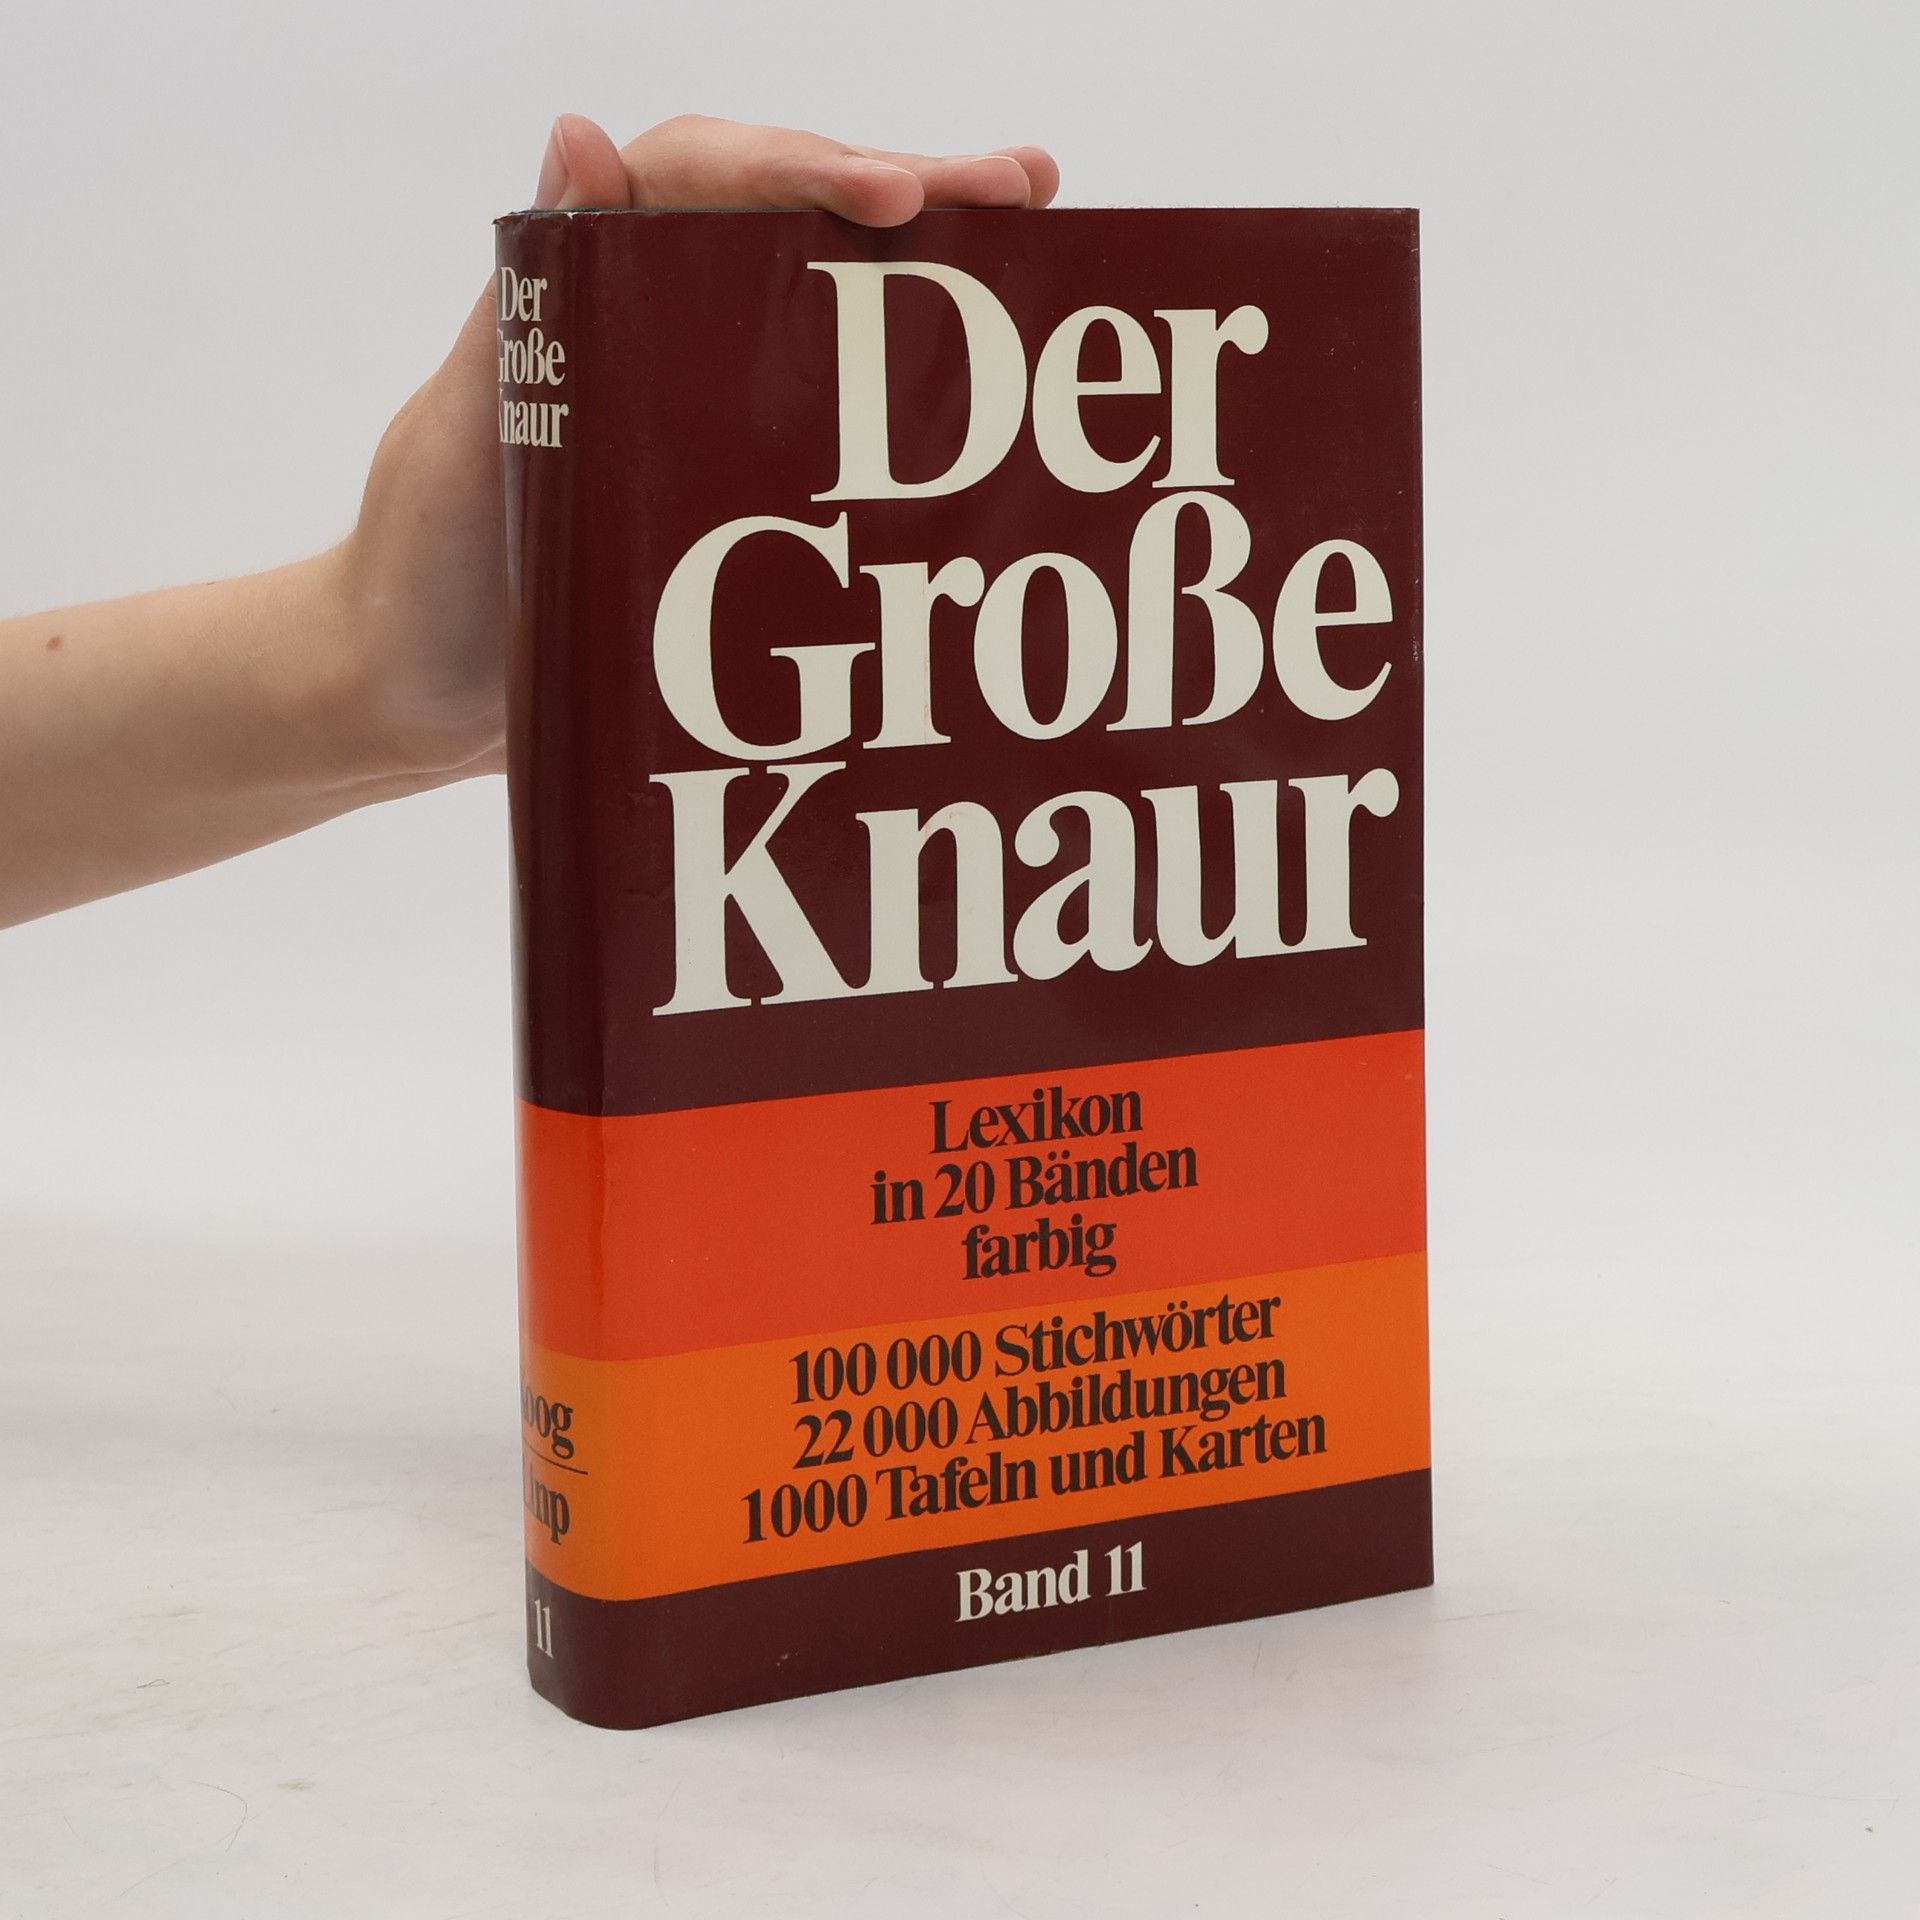 Der
Große
Knaur
Lexikon
in 20 Bänden
farbig
100 000 Stichwörter
22 000 Abbildungen
1000 Tafeln und Karten
Band 11
Der
Große
Knaur
11